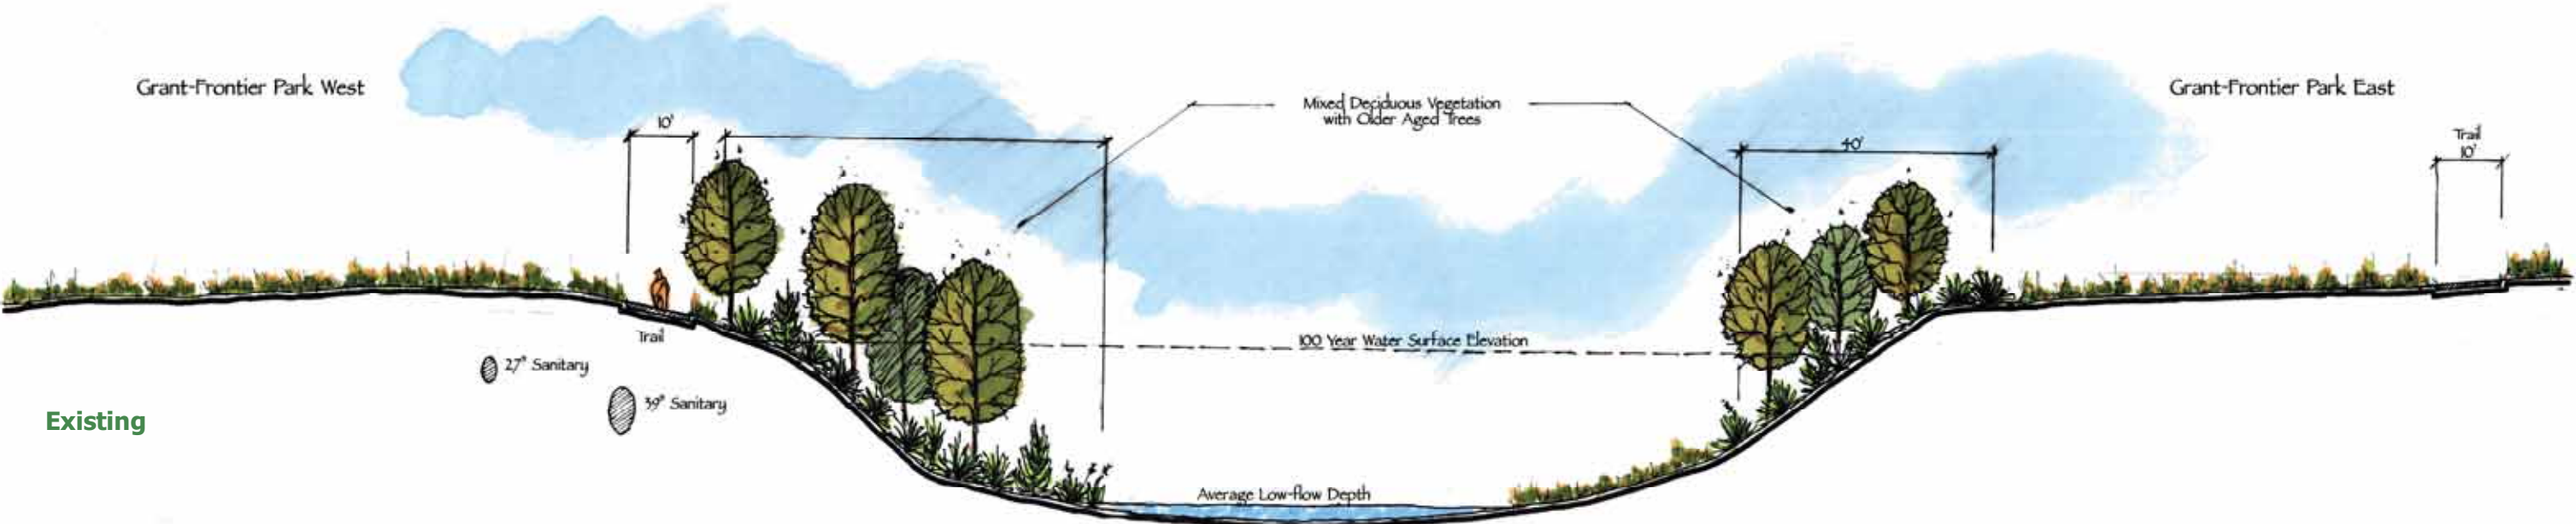 Grant-Frontier Park West
Grant-Frontier Park East
Mixed Deciduous Vegetation
with Older Aged Trees
10'
40'
Trail
10'
100 Year Water Surface Elevation
Trail
27" Sanitary
39" Sanitary
Existing
Average Low-flow Depth